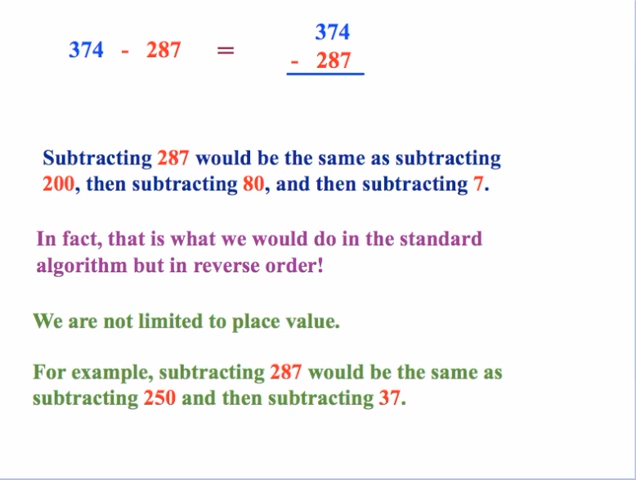 374 - 287 =
374
- 287
Subtracting 287 would be the same as subtracting
200, then subtracting 80, and then subtracting 7.
In fact, that is what we would do in the standard
algorithm but in reverse order!
We are not limited to place value.
For example, subtracting 287 would be the same as
subtracting 250 and then subtracting 37.